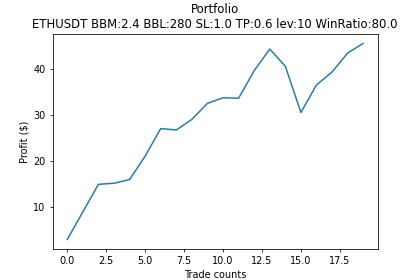 Portfolio
ETHUSDT BBM:2.4 BBL:280 SL:1.0 TP:0.6 lev:10 WinRatio:80.0
40
30
20
10
Profit ($)
0.0 2.5 5.0 7.5 10.0 12.5 15.0 17.5
Trade counts